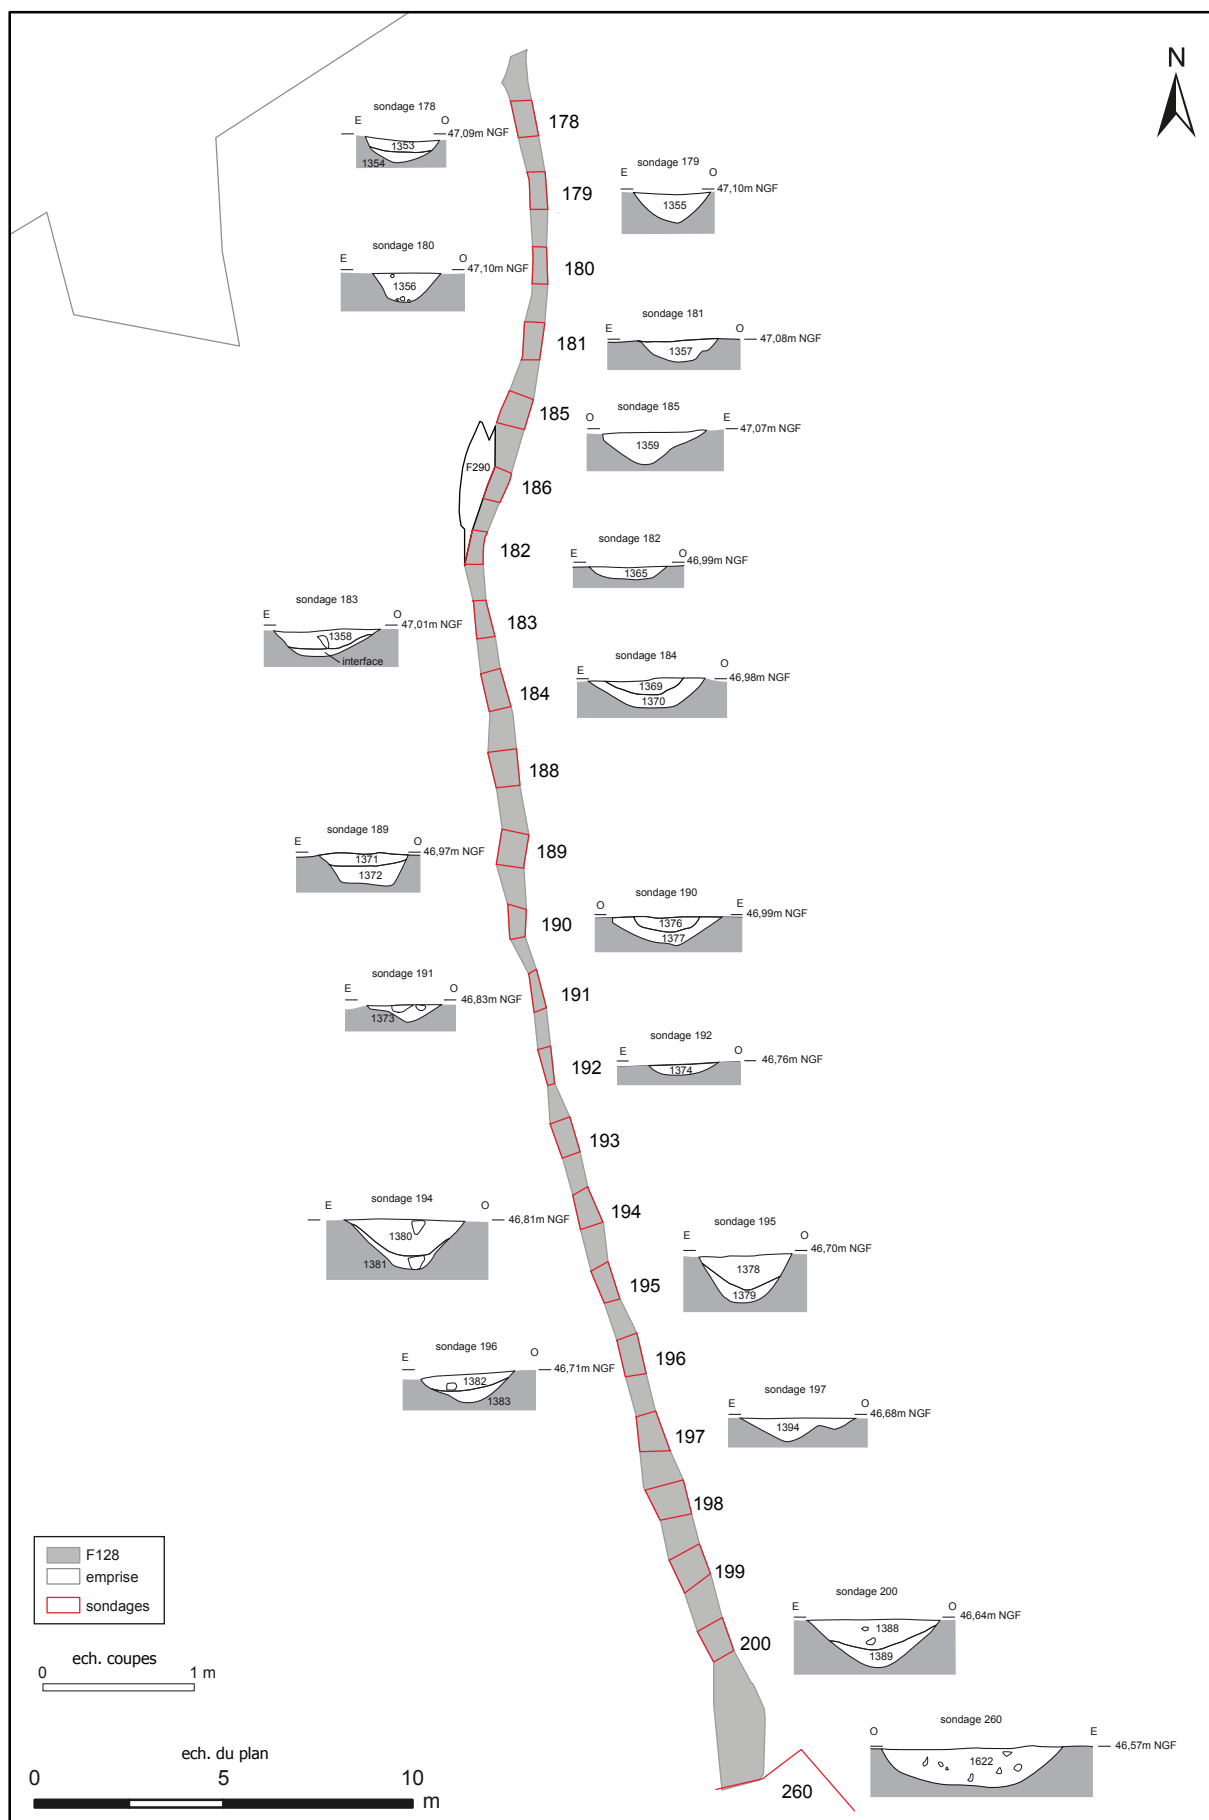 N
sondage 178
E O
47,09m NGF
1353
1354
178
sondage 179
E O
47,10m NGF
1355
179
sondage 180
E O
47,10m NGF
1356
180
sondage 181
E O
47,08m NGF
1357
181
sondage 185
O E
47,07m NGF
1359
185
F290
186
sondage 182
E O
46,99m NGF
1365
182
sondage 183
E O
47,01m NGF
1358
interface
183
sondage 184
E O
46,98m NGF
1369
1370
184
188
sondage 189
E O
46,97m NGF
1371
1372
189
sondage 190
O E
46,99m NGF
1376
1377
190
sondage 191
E O
46,83m NGF
1373
191
sondage 192
E O
46,76m NGF
1374
192
193
sondage 194
E O
46,81m NGF
1380
1381
194
sondage 195
E O
46,70m NGF
1378
1379
195
sondage 196
E O
46,71m NGF
1382
1383
196
sondage 197
E O
46,68m NGF
1394
197
198
199
sondage 200
E O
46,64m NGF
1388
1389
200
sondage 260
O E
46,57m NGF
1622
260
F128
emprise
sondages
ech. coupes
0 1 m
ech. du plan
0 5 10
m